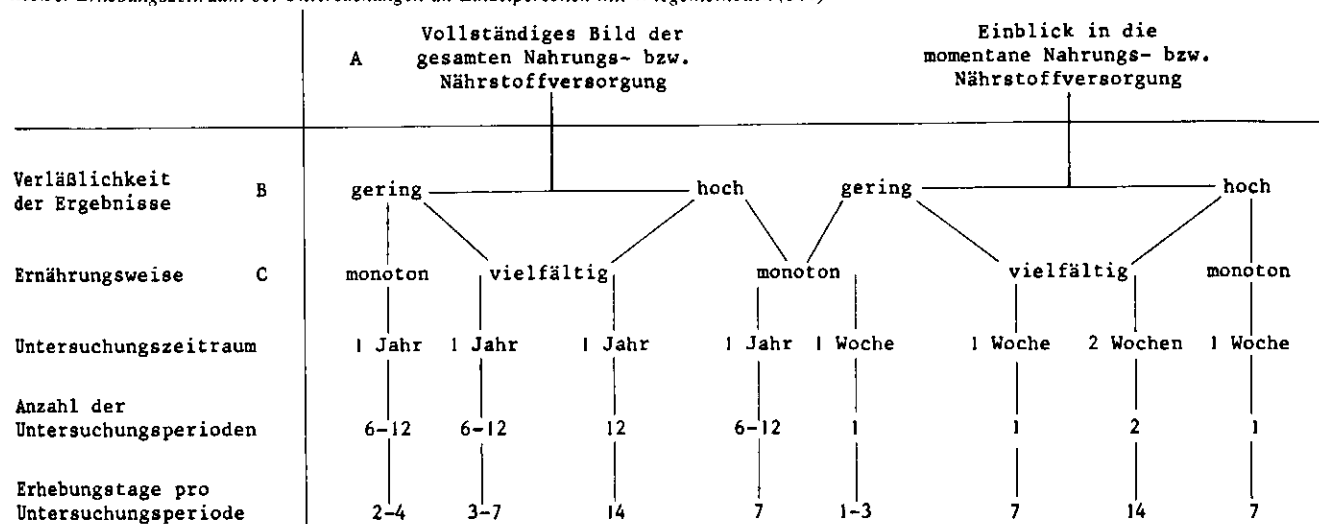 Vollständiges Bild der
A gesamten Nahrungs- bzw.
Nährstoffversorgung
Einblick in die
momentane Nahrungs- bzw.
Nährstoffversorgung
Verläßlichkeit
der Ergebnisse B gering hoch gering hoch
Ernährungsweise C monoton vielfältig monoton vielfältig monoton
Untersuchungszeitraum 1 Jahr 1 Jahr 1 Jahr 1 Jahr 1 Woche 1 Woche 2 Wochen 1 Woche
Anzahl der
Untersuchungsperioden 6-12 6-12 12 6-12 1 1 2 1
Erhebungstage pro
Untersuchungsperiode 2-4 3-7 14 7 1-3 7 14 7